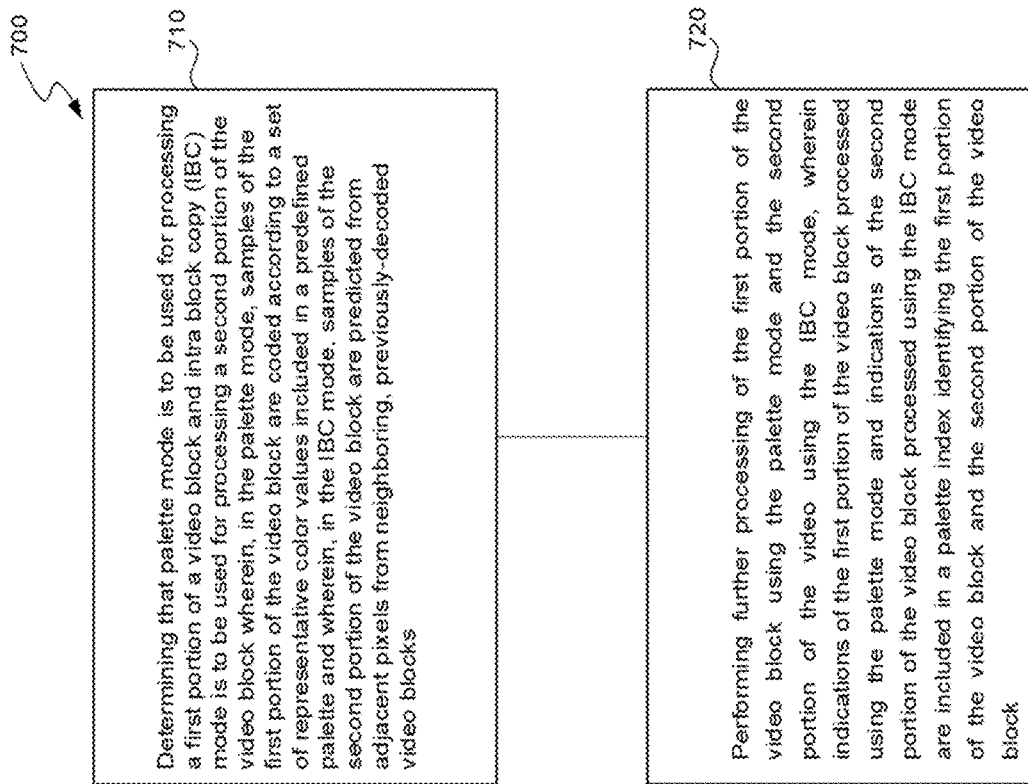 700
710
Determining that palette mode is to be used for processing
a first portion of a video block and intra block copy (IBC)
mode is to be used for processing a second portion of the
video block wherein, in the palette mode, samples of the
first portion of the video block are coded according to a set
of representative color values included in a predefined
palette and wherein, in the IBC mode, samples of the
second portion of the video block are predicted from
adjacent pixels from neighboring, previously-decoded
video blocks
720
Performing further processing of the first portion of the
video block using the palette mode and the second
portion of the video using the IBC mode, wherein
indications of the first portion of the video block processed
using the palette mode and indications of the second
portion of the video block processed using the IBC mode
are included in a palette index identifying the first portion
of the video block and the second portion of the video
block